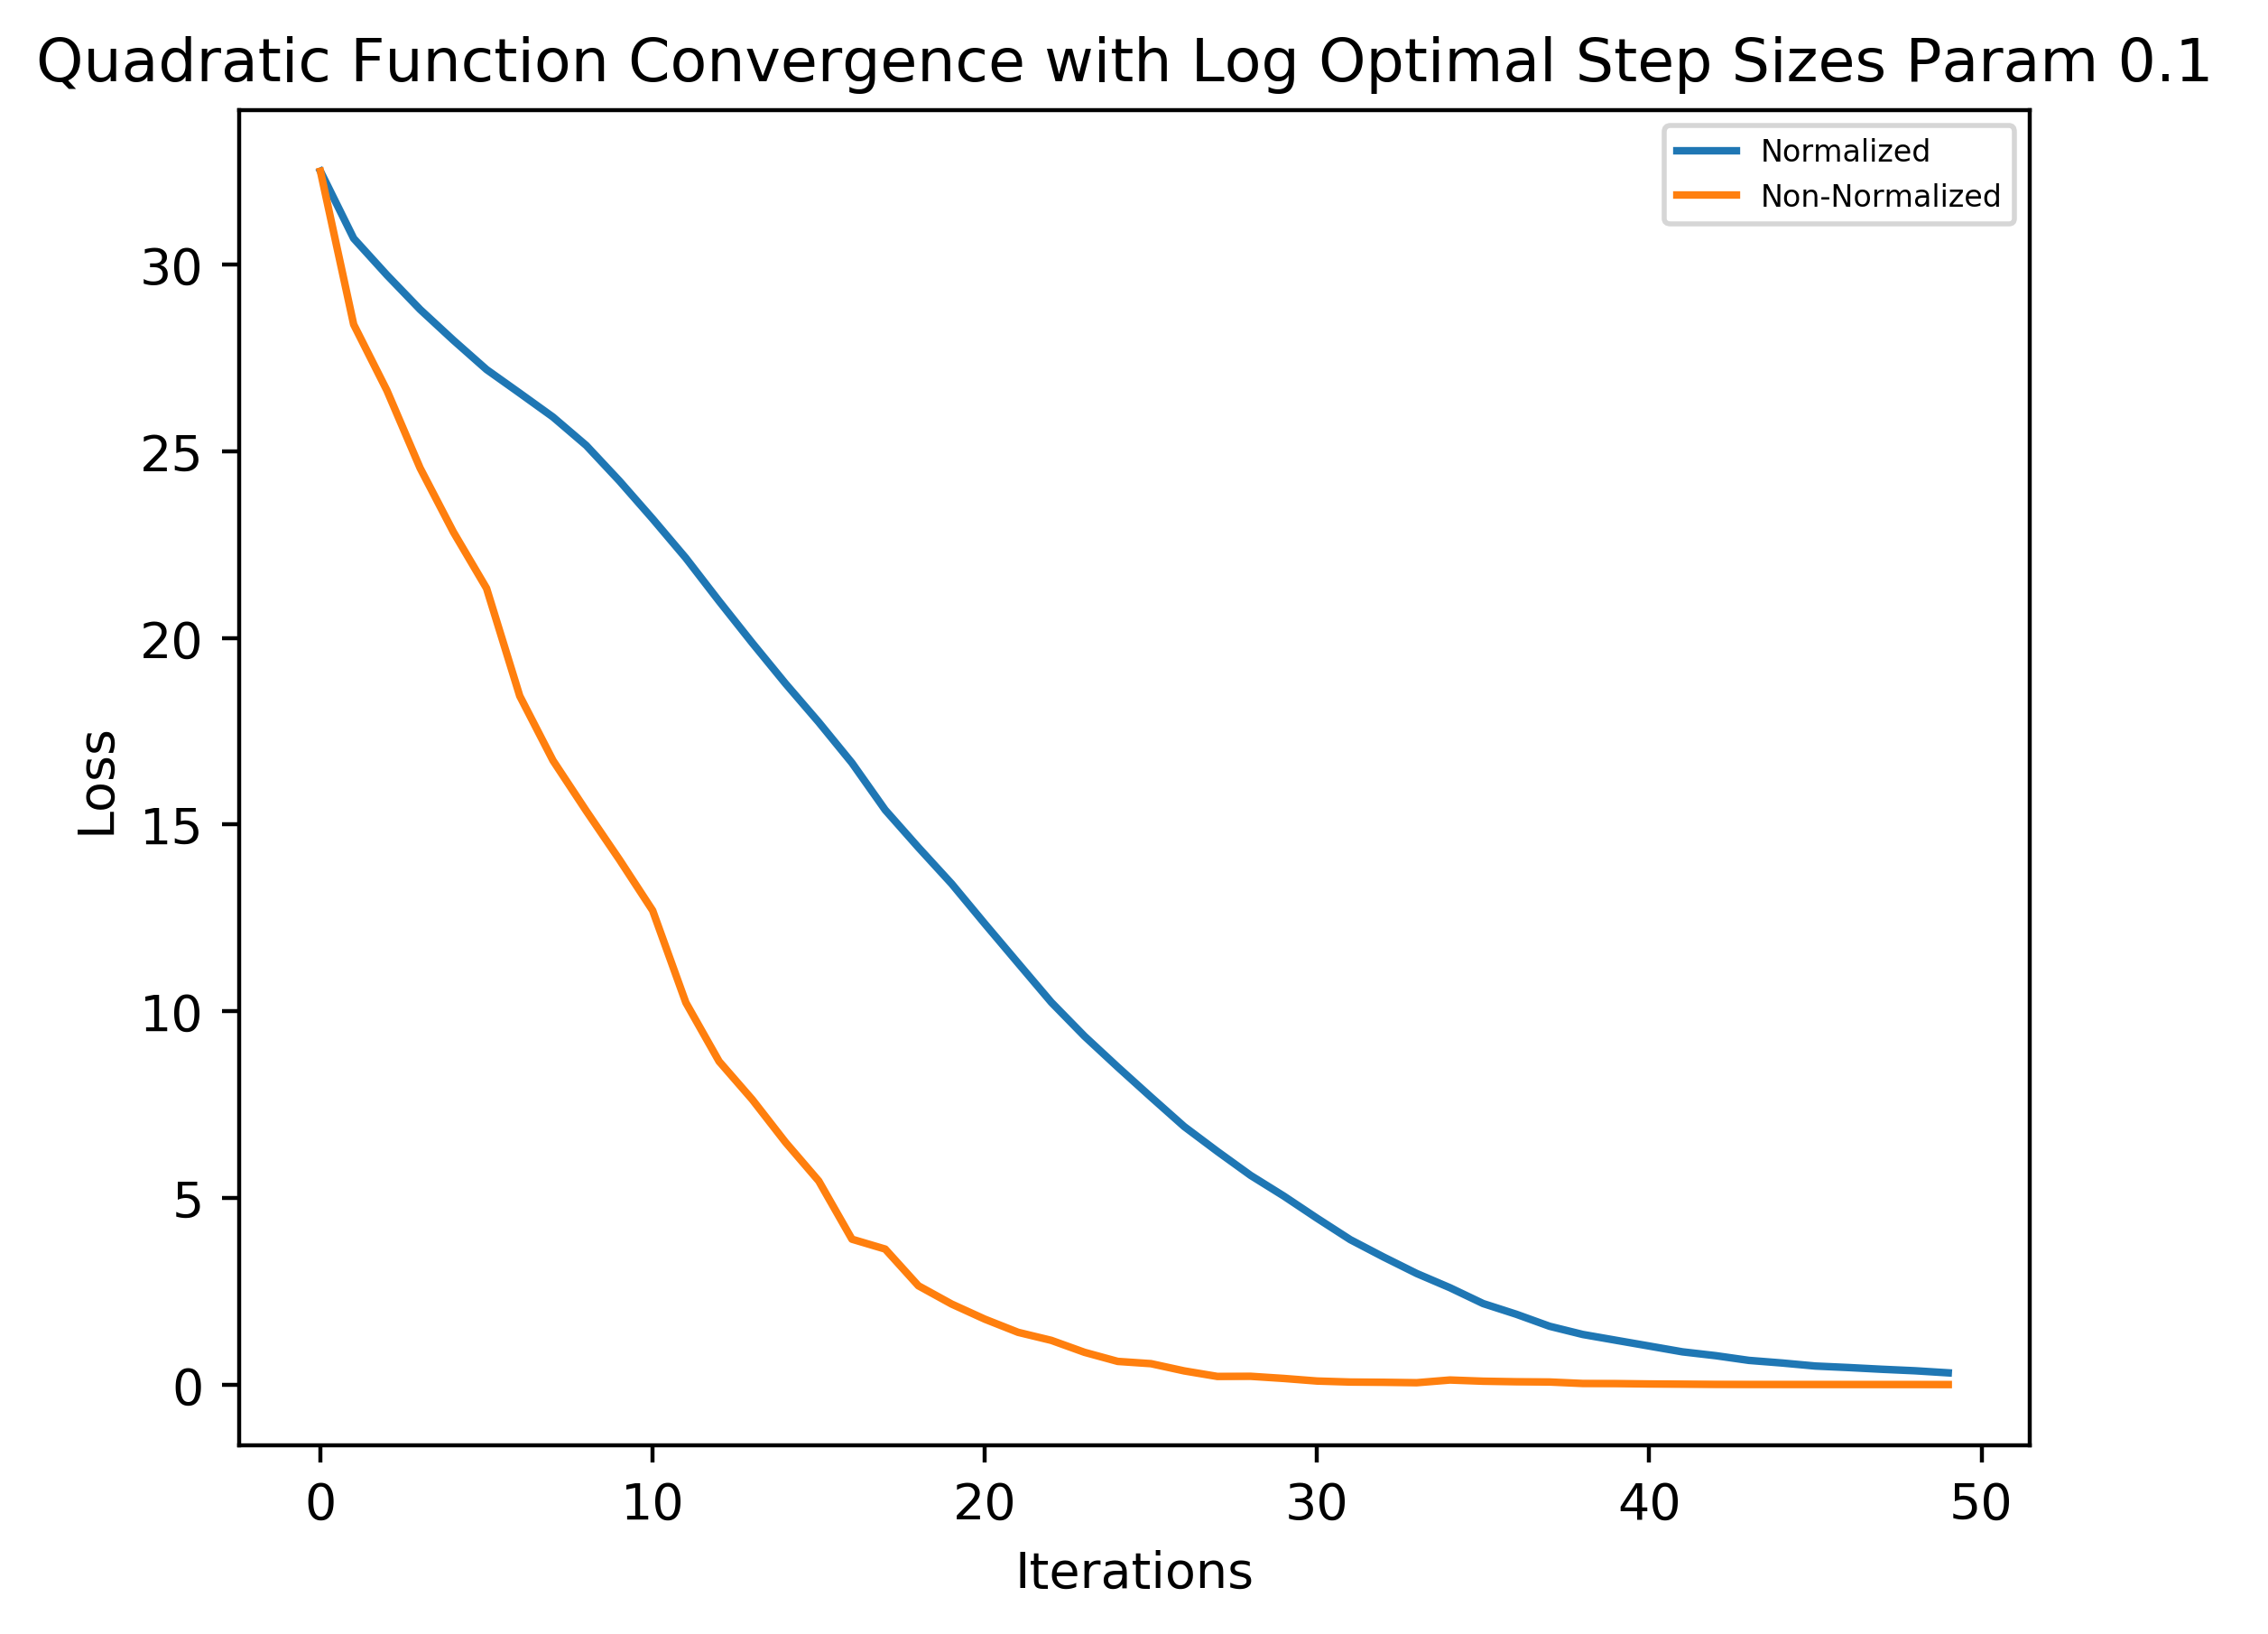 Quadratic Function Convergence with Log Optimal Step Sizes Param 0.1
Normalized
Non-Normalized
30
25
20
15
10
5
0
Loss
0 10 20 30 40 50
Iterations